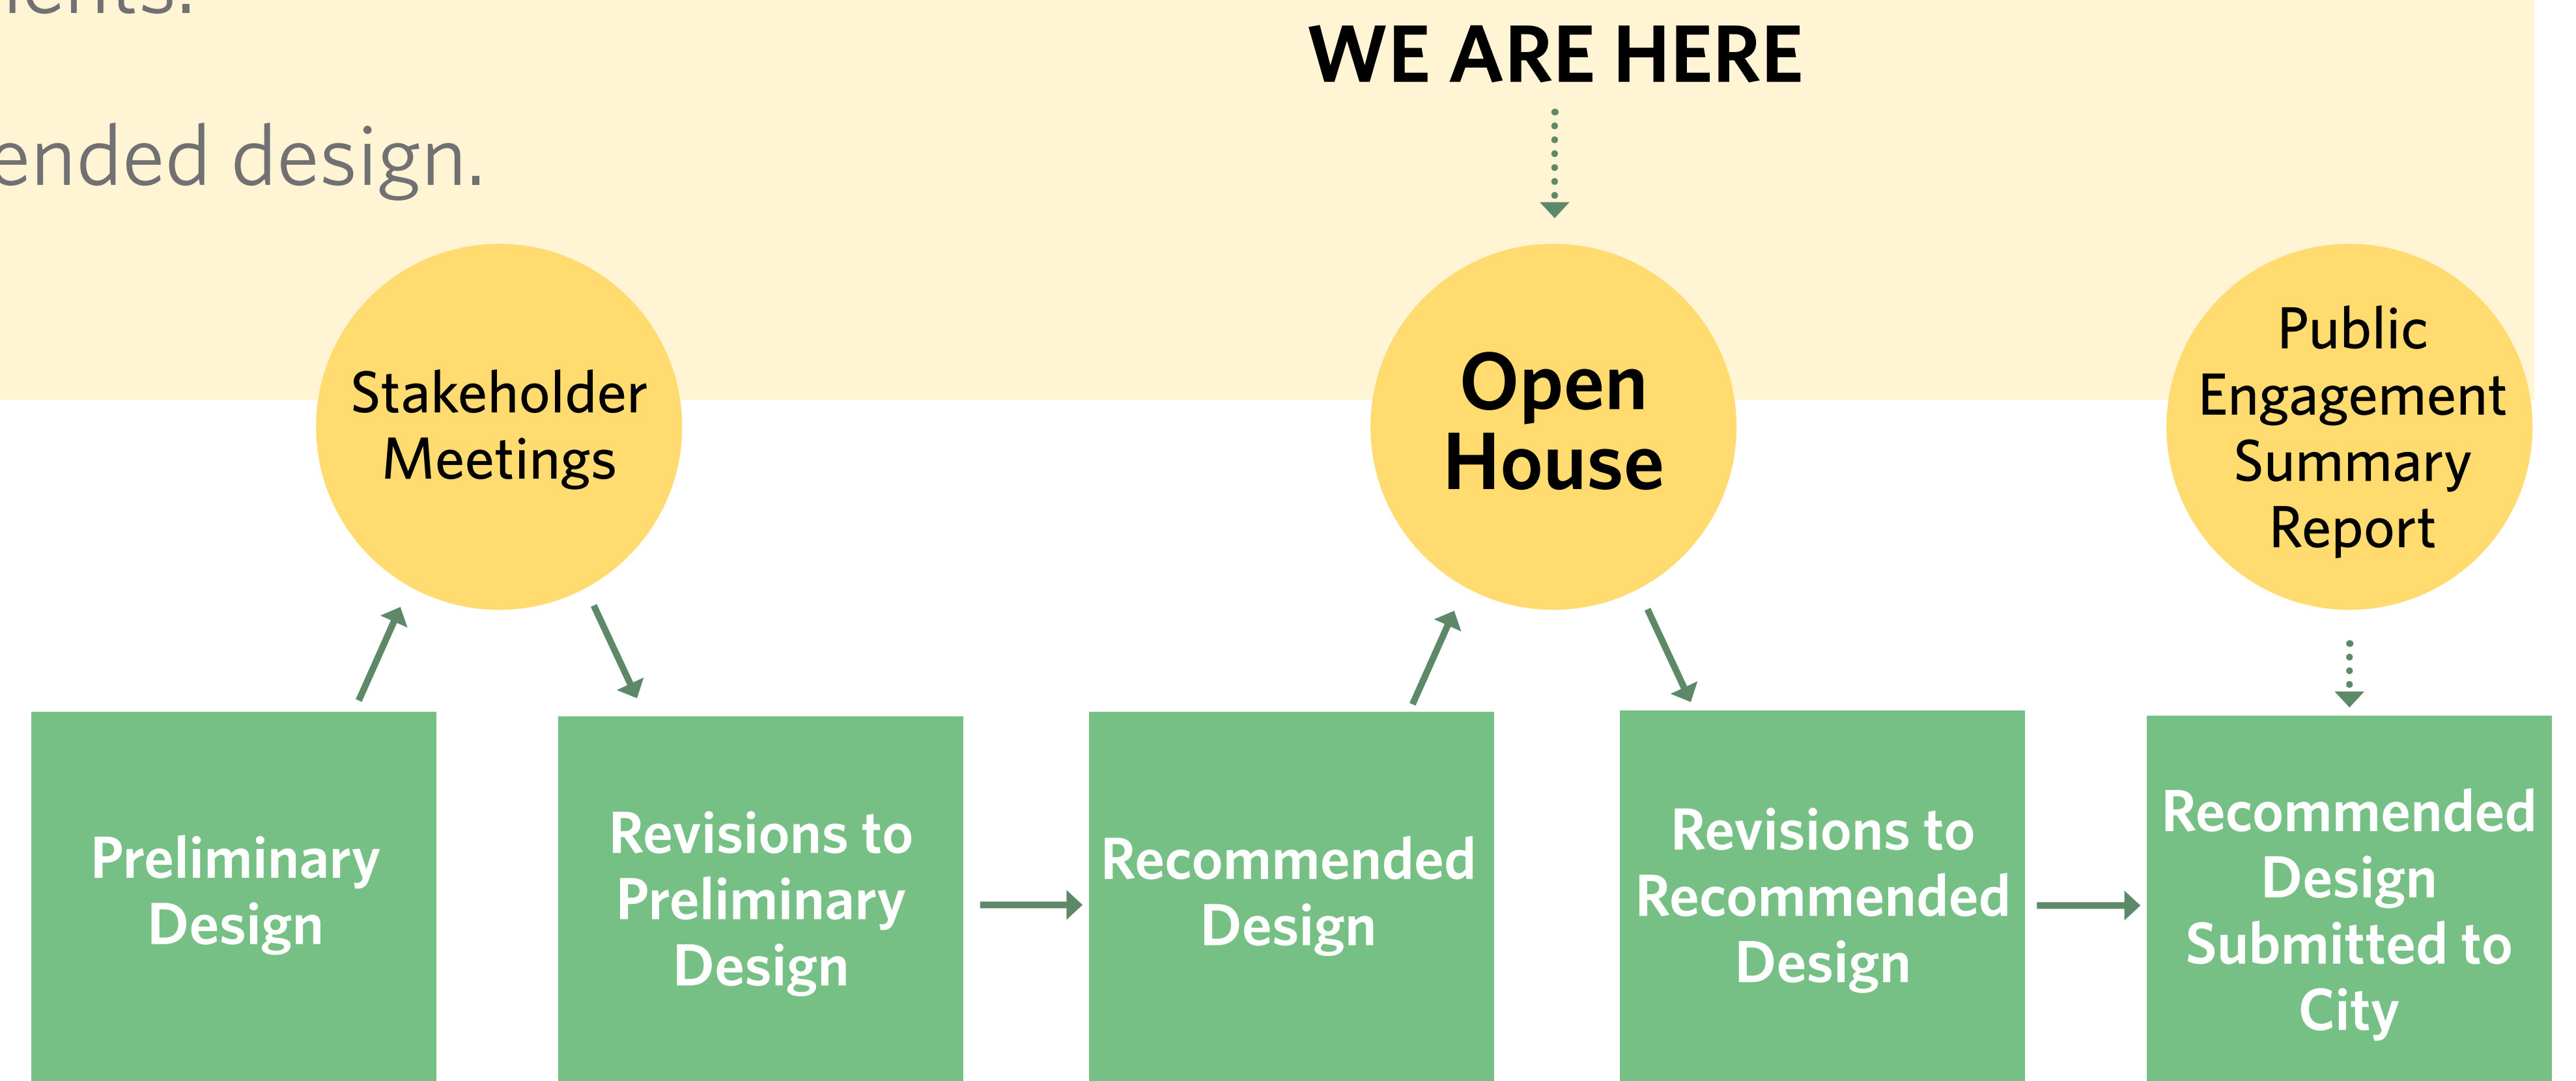 WE ARE HERE
ended design.
Stakeholder
Meetings
Open
House
Public
Engagement
Summary
Report
Preliminary
Design
Revisions to
Preliminary
Design
Recommended
Design
Revisions to
Recommended
Design
Recommended
Design
Submitted to
City